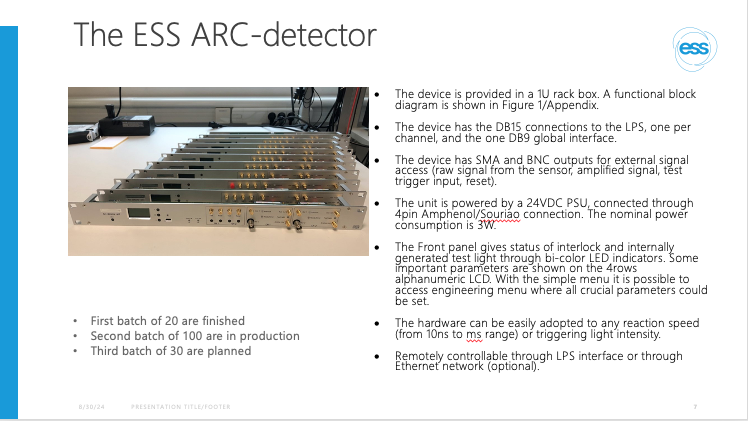 The ESS ARC-detector
ess
• The device is provided in a 1U rack box. A functional block
diagram is shown in Figure 1/Appendix.
• The device has the DB15 connections to the LPS, one per
channel, and the one DB9 global interface.
• The device has SMA and BNC outputs for external signal
access (raw signal from the sensor, amplified signal, test
trigger input, reset).
• The unit is powered by a 24VDC PSU, connected through
4pin Amphenol/Souriao connection. The nominal power
consumption is 3W.
• The Front panel gives status of interlock and internally
generated test light through bi-color LED indicators. Some
important parameters are shown on the 4rows
alphanumeric LCD. With the simple menu it is possible to
access engineering menu where all crucial parameters could
be set.
• The hardware can be easily adopted to any reaction speed
(from 10ns to ms range) or triggering light intensity.
• Remotely controllable through LPS interface or through
Ethernet network (optional).
• First batch of 20 are finished
• Second batch of 100 are in production
• Third batch of 30 are planned
8/30/24 PRESENTATION TITLE/FOOTER 7